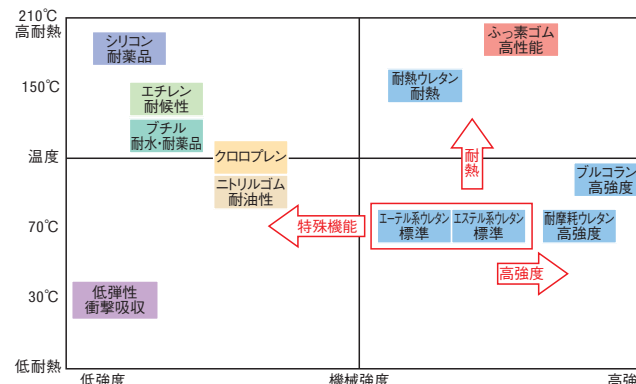 210℃
高耐熱
シリコン
耐薬品
ふっ素ゴム
高性能
150℃
耐熱ウレタン
耐熱
エチレン
耐候性
ブチル
耐水・耐薬品
温度
クロロプレン
耐熱
ニトリルゴム
耐油性
ブルコラン
高強度
70℃
特殊機能
エーテル系ウレタン
標準
エステル系ウレタン
標準
耐摩耗ウレタン
高強度
高強度
30℃
低弾性
衝撃吸収
低耐熱
低強度
機械強度
高強